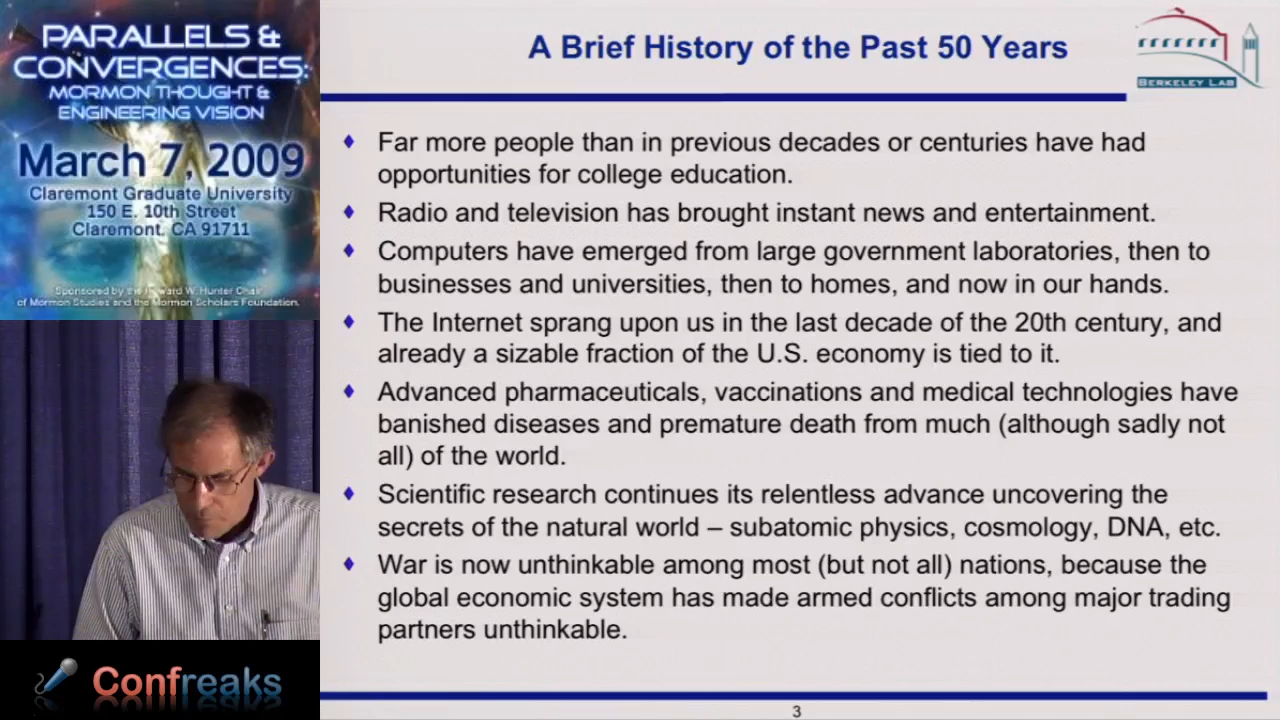 PARALLELS &
CONVERGENCES:
MORMON THOUGHT &
ENGINEERING VISION
March 7, 2009
Claremont Graduate University
150 E. 10th Street
Claremont, CA 91711
Sponsored by the Howard W. Hunter Chair
of Mormon Studies and the Mormon Scholars Foundation.
Confreaks
A Brief History of the Past 50 Years
BERKELEY LAB
♦ Far more people than in previous decades or centuries have had
opportunities for college education.
♦ Radio and television has brought instant news and entertainment.
♦ Computers have emerged from large government laboratories, then to
businesses and universities, then to homes, and now in our hands.
♦ The Internet sprang upon us in the last decade of the 20th century, and
already a sizable fraction of the U.S. economy is tied to it.
♦ Advanced pharmaceuticals, vaccinations and medical technologies have
banished diseases and premature death from much (although sadly not
all) of the world.
♦ Scientific research continues its relentless advance uncovering the
secrets of the natural world – subatomic physics, cosmology, DNA, etc.
♦ War is now unthinkable among most (but not all) nations, because the
global economic system has made armed conflicts among major trading
partners unthinkable.
3